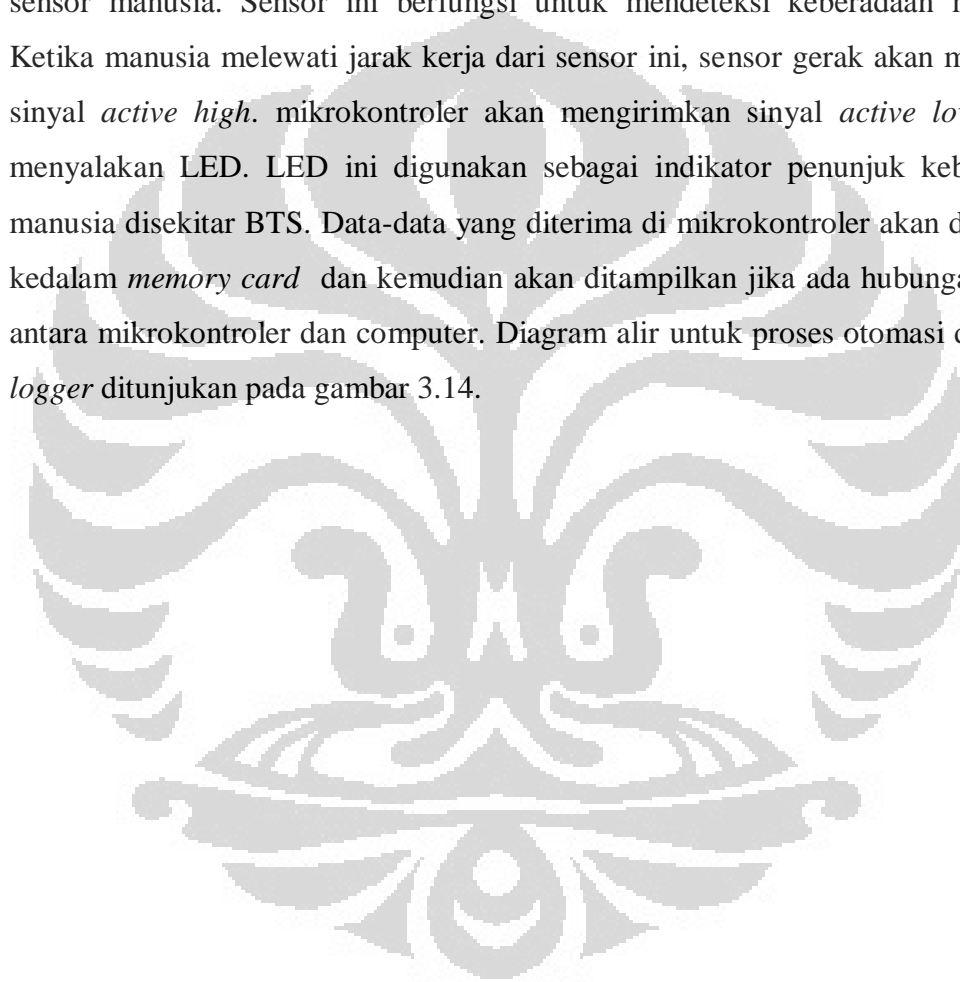 sensor manusia. Sensor ini berfungsi untuk mendeteksi keberadaan
Ketika manusia melewati jarak kerja dari sensor ini, sensor gerak akan
sinyal active high. mikrokontroler akan mengirimkan sinyal active
menyalakan LED. LED ini digunakan sebagai indikator penunjuk
manusia disekitar BTS. Data-data yang diterima di mikrokontroler akan
kedalam memory card dan kemudian akan ditampilkan jika ada
antara mikrokontroler dan computer. Diagram alir untuk proses otomasi
logger ditunjukan pada gambar 3.14.